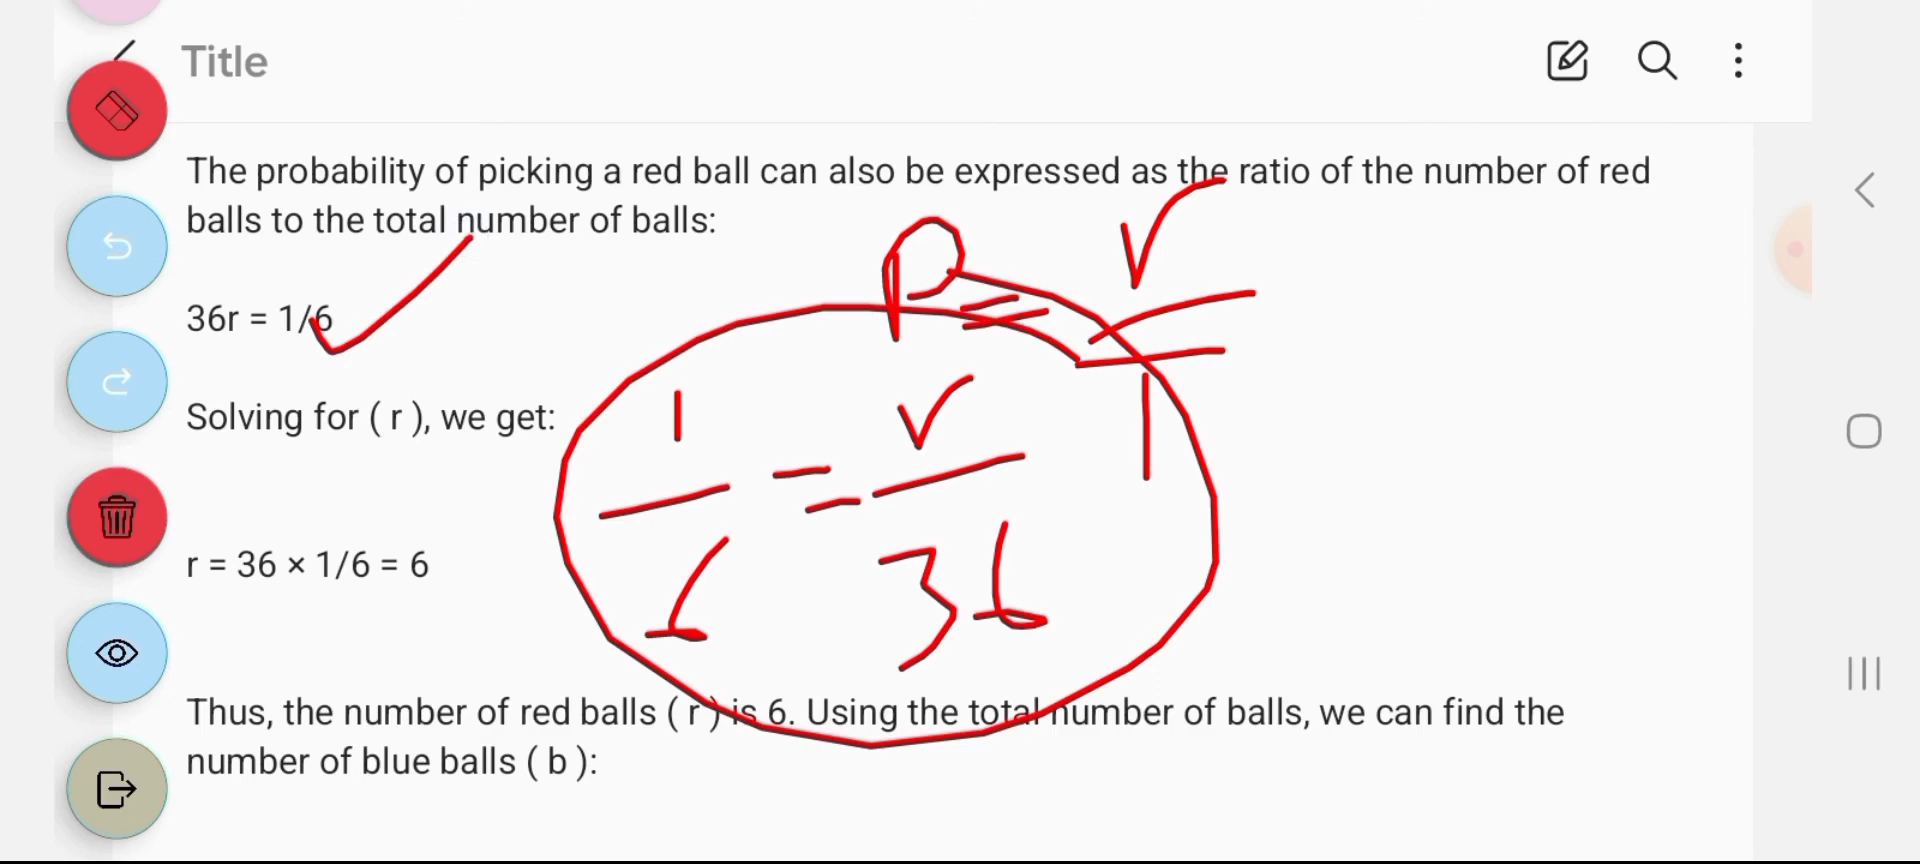 Title
The probability of picking a red ball can also be expressed as the ratio of the number of red
balls to the total number of balls:
36r = 1/6
Solving for ( r ), we get:
r = 36 × 1/6 = 6
Thus, the number of red balls ( r ) is 6. Using the total number of balls, we can find the
number of blue balls ( b ):
P = r
T
1 = r
6 36